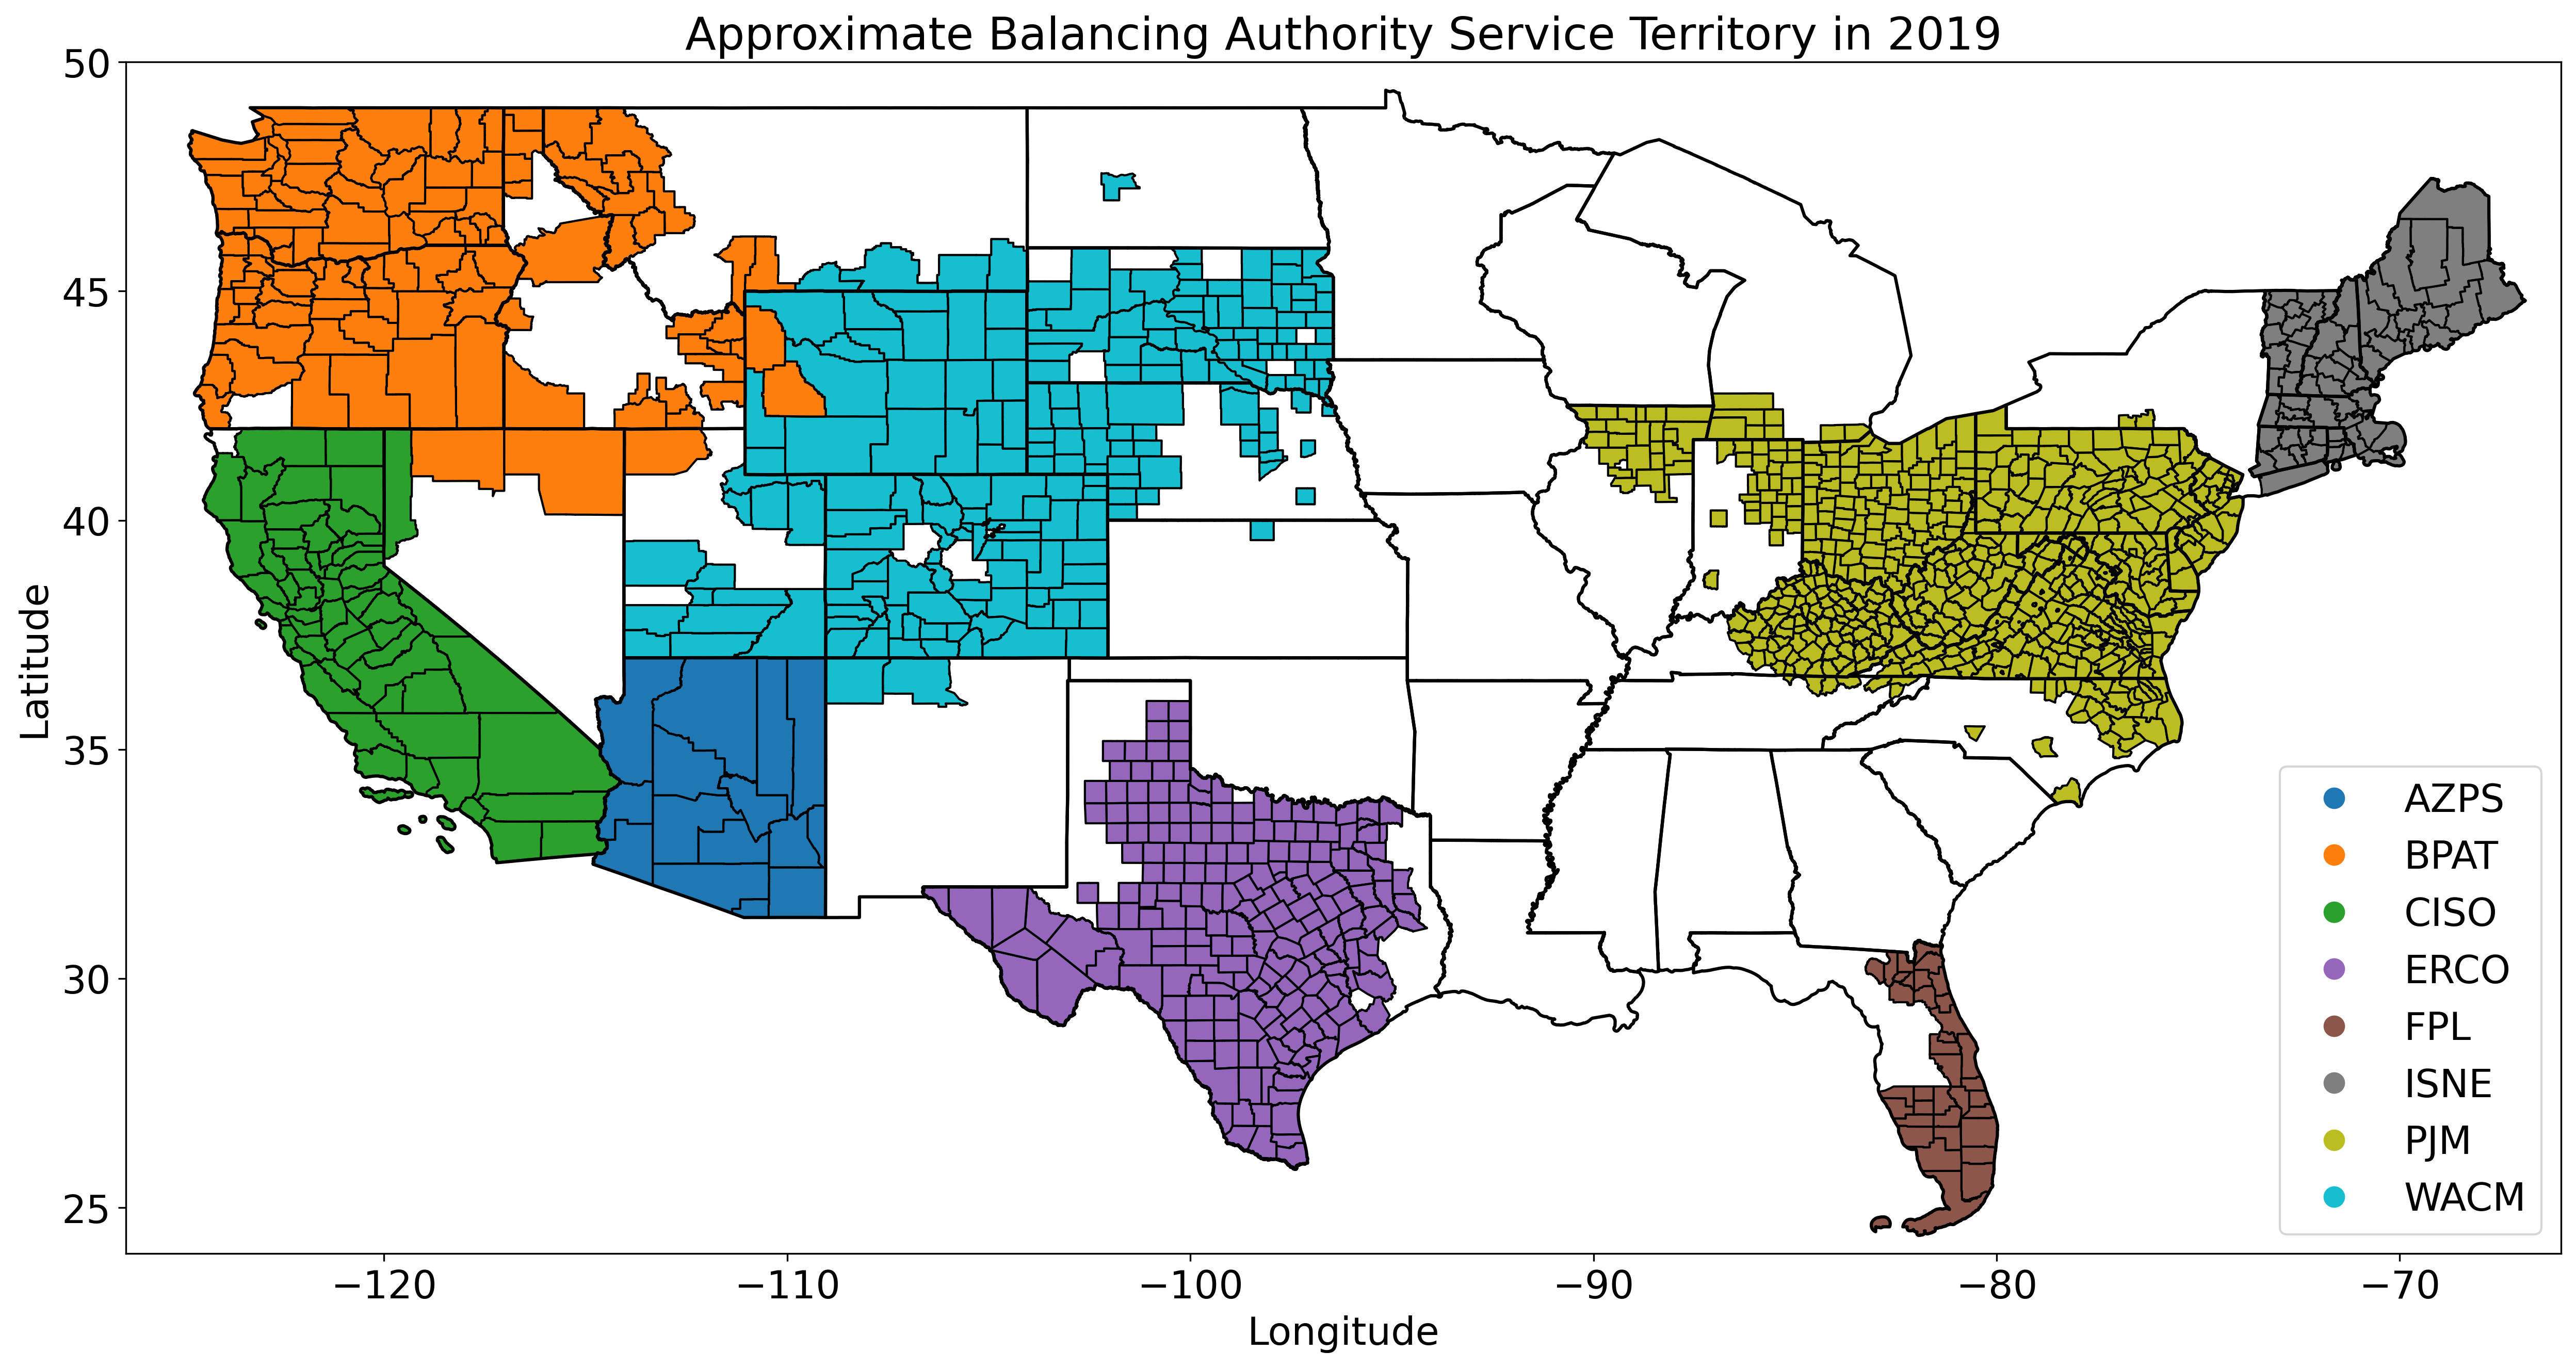 Approximate Balancing Authority Service Territory in 2019
50
45
40
35
30
25
Latitude
−120
−110
−100
−90
−80
−70
Longitude
AZPS
BPAT
CISO
ERCO
FPL
ISNE
PJM
WACM